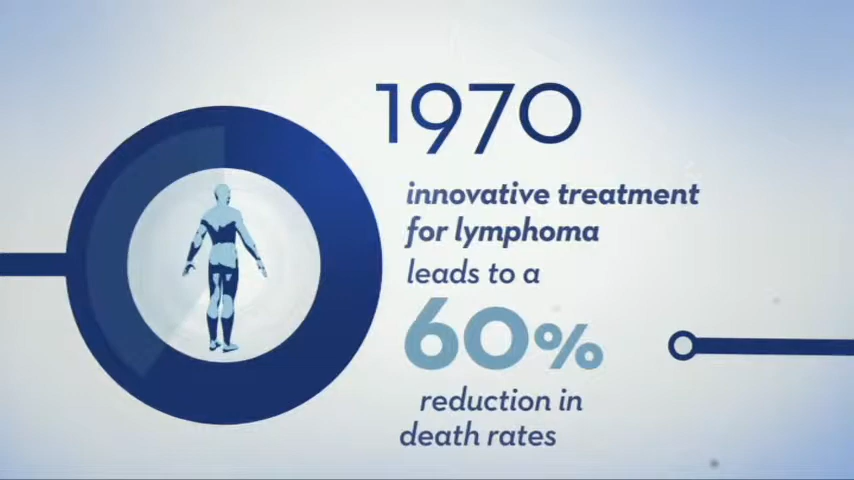 1970
innovative treatment
for lymphoma
leads to a
60%
reduction in
death rates